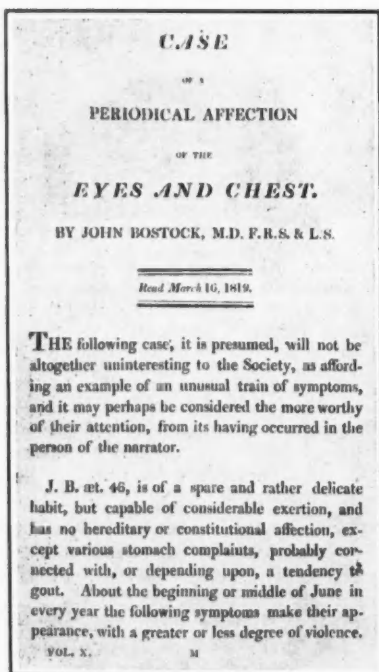 CASE
OF A
PERIODICAL AFFECTION
OF THE
EYES AND CHEST.
BY JOHN BOSTOCK, M.D. F.R.S. & L.S.
Read March 16, 1819.
THE following case, it is presumed, will not be
altogether uninteresting to the Society, as afford-
ing an example of an unusual train of symptoms,
and it may perhaps be considered the more worthy
of their attention, from its having occurred in the
person of the narrator.
J. B. æt. 46, is of a spare and rather delicate
habit, but capable of considerable exertion, and
has no hereditary or constitutional affection, ex-
cept various stomach complaints, probably con-
nected with, or depending upon, a tendency to
gout. About the beginning or middle of June in
every year the following symptoms make their ap-
pearance, with a greater or less degree of violence.
VOL. X. M